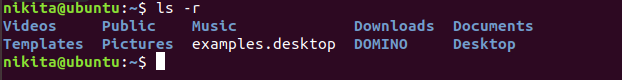 nikita@ubuntu:~$ ls -r
Videos Public Music Downloads Documents
Templates Pictures examples.desktop DOMINO Desktop
nikita@ubuntu:~$